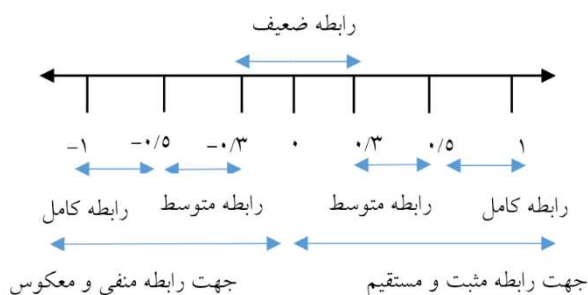 رابطه ضعیف
−۱ −۰/۵ −۰/۳ ۰ ۰/۳ ۰/۵ ۱
رابطه کامل رابطه متوسط رابطه متوسط رابطه کامل
جهت رابطه منفی و معکوس جهت رابطه مثبت و مستقیم